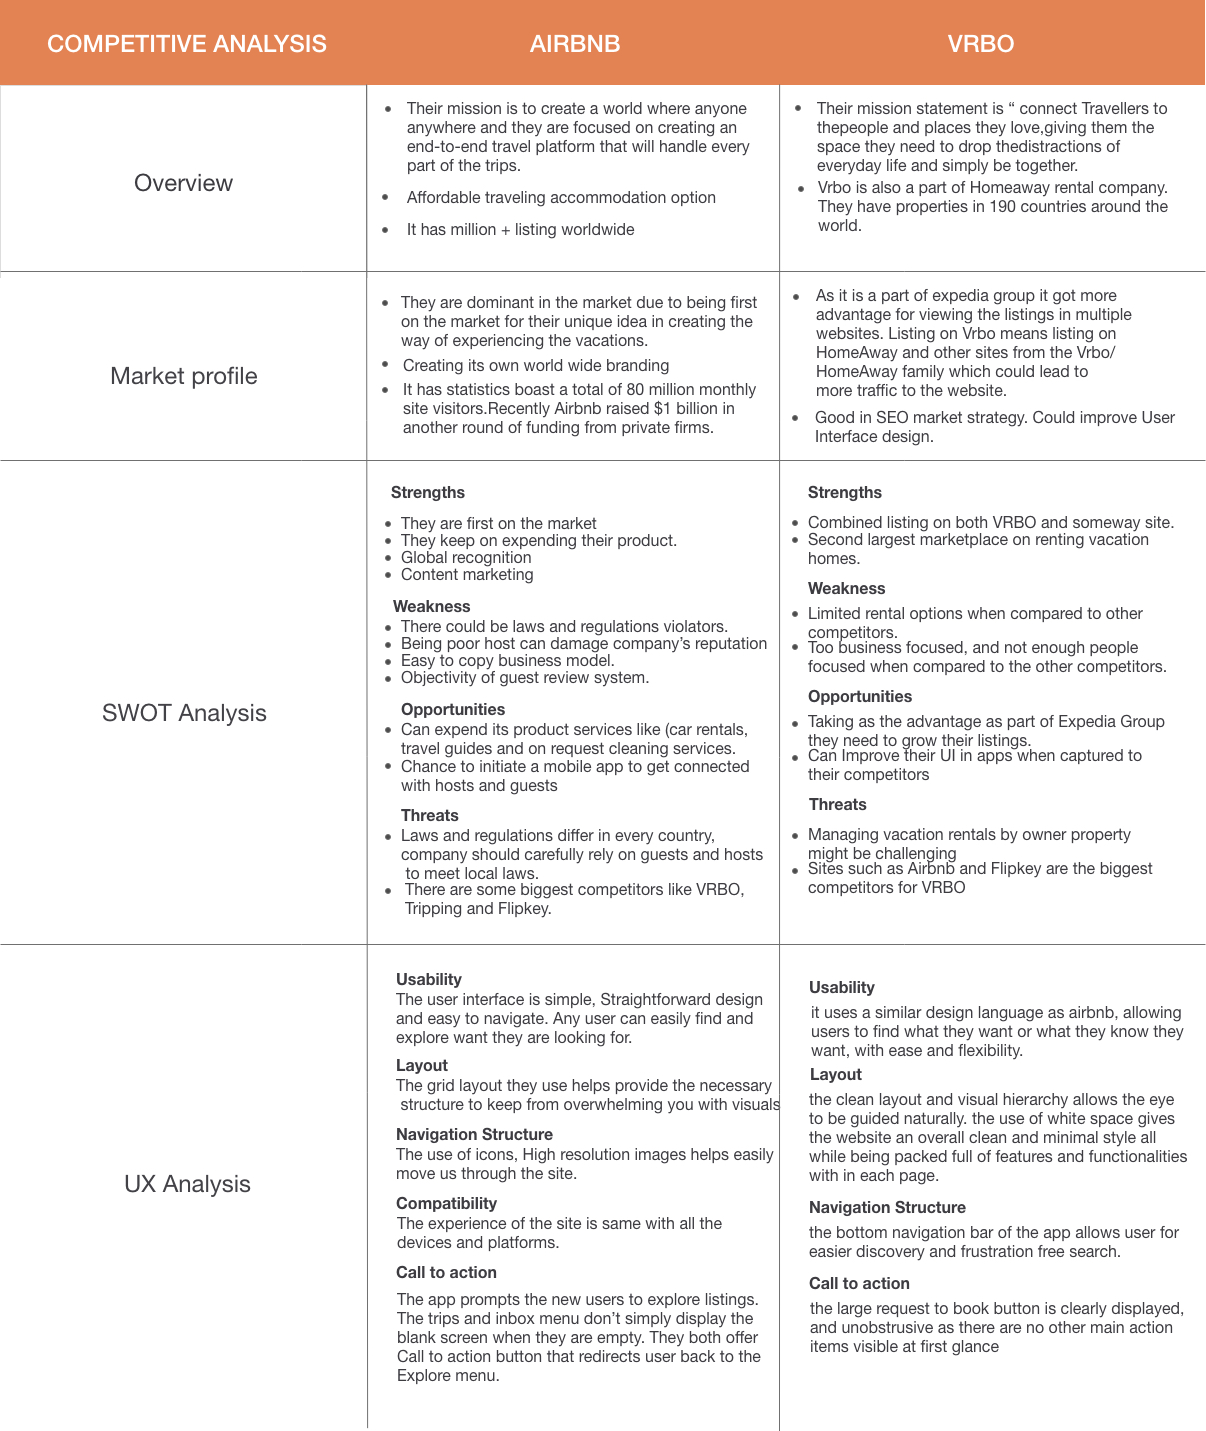 COMPETITIVE ANALYSIS
AIRBNB
VRBO
Overview
Their mission is to create a world where anyone
anywhere and they are focused on creating an
end-to-end travel platform that will handle every
part of the trips.
Affordable traveling accommodation option
It has million + listing worldwide
Their mission statement is “ connect Travellers to
thepeople and places they love,giving them the
space they need to drop thedistractions of
everyday life and simply be together.
Vrbo is also a part of Homeaway rental company.
They have properties in 190 countries around the
world.
Market profile
They are dominant in the market due to being first
on the market for their unique idea in creating the
way of experiencing the vacations.
Creating its own world wide branding
It has statistics boast a total of 80 million monthly
site visitors.Recently Airbnb raised $1 billion in
another round of funding from private firms.
As it is a part of expedia group it got more
advantage for viewing the listings in multiple
websites. Listing on Vrbo means listing on
HomeAway and other sites from the Vrbo/
HomeAway family which could lead to
more traffic to the website.
Good in SEO market strategy. Could improve User
Interface design.
SWOT Analysis
Strengths
They are first on the market
They keep on expending their product.
Global recognition
Content marketing
Weakness
There could be laws and regulations violators.
Being poor host can damage company’s reputation
Easy to copy business model.
Objectivity of guest review system.
Opportunities
Can expend its product services like (car rentals,
travel guides and on request cleaning services.
Chance to initiate a mobile app to get connected
with hosts and guests
Threats
Laws and regulations differ in every country,
company should carefully rely on guests and hosts
to meet local laws.
There are some biggest competitors like VRBO,
Tripping and Flipkey.
Strengths
Combined listing on both VRBO and someway site.
Second largest marketplace on renting vacation
homes.
Weakness
Limited rental options when compared to other
competitors.
Too business focused, and not enough people
focused when compared to the other competitors.
Opportunities
Taking as the advantage as part of Expedia Group
they need to grow their listings.
Can Improve their UI in apps when captured to
their competitors
Threats
Managing vacation rentals by owner property
might be challenging
Sites such as Airbnb and Flipkey are the biggest
competitors for VRBO
UX Analysis
Usability
The user interface is simple, Straightforward design
and easy to navigate. Any user can easily find and
explore want they are looking for.
Layout
The grid layout they use helps provide the necessary
structure to keep from overwhelming you with visuals
Navigation Structure
The use of icons, High resolution images helps easily
move us through the site.
Compatibility
The experience of the site is same with all the
devices and platforms.
Call to action
The app prompts the new users to explore listings.
The trips and inbox menu don’t simply display the
blank screen when they are empty. They both offer
Call to action button that redirects user back to the
Explore menu.
Usability
it uses a similar design language as airbnb, allowing
users to find what they want or what they know they
want, with ease and flexibility.
Layout
the clean layout and visual hierarchy allows the eye
to be guided naturally. the use of white space gives
the website an overall clean and minimal style all
while being packed full of features and functionalities
with in each page.
Navigation Structure
the bottom navigation bar of the app allows user for
easier discovery and frustration free search.
Call to action
the large request to book button is clearly displayed,
and unobstrusive as there are no other main action
items visible at first glance